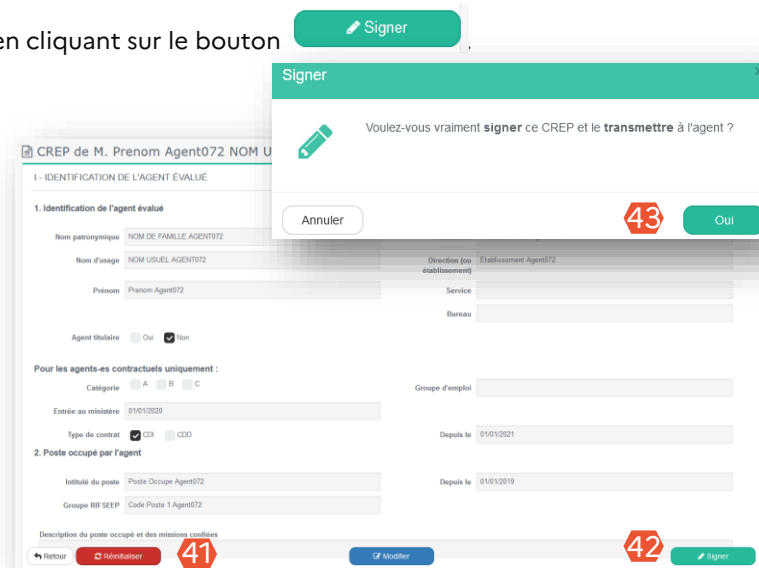 en cliquant sur le bouton Signer .
Signer
Voulez-vous vraiment signer ce CREP et le transmettre à l'agent ?
Annuler 43 Oui
CREP de M. Prenom Agent072 NOM U
I - IDENTIFICATION DE L'AGENT ÉVALUÉ
1. Identification de l'agent évalué
Nom patronymique NOM DE FAMILLE AGENT072
Nom d'usage NOM USUEL AGENT072 Direction (ou établissement) Etablissement Agent072
Prénom Prenom Agent072 Service
Bureau
Agent titulaire Oui Non
Pour les agents-es contractuels uniquement :
Catégorie A B C Groupe d'emploi
Entrée au ministère 01/01/2020
Type de contrat CDI CDD Depuis le 01/01/2021
2. Poste occupé par l'agent
Intitulé du poste Poste Occupe Agent072 Depuis le 01/01/2019
Groupe RIFSEEP Code Poste 1 Agent072
Description du poste occupé et des missions confiées
Retour Réinitialiser 41 Modifier 42 Signer